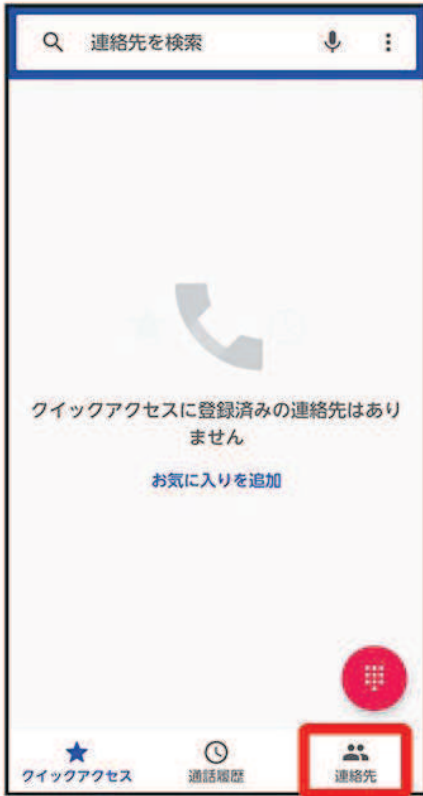 連絡先を検索
クイックアクセスに登録済みの連絡先はあり
ません
お気に入りを追加
クイックアクセス
通話履歴
連絡先